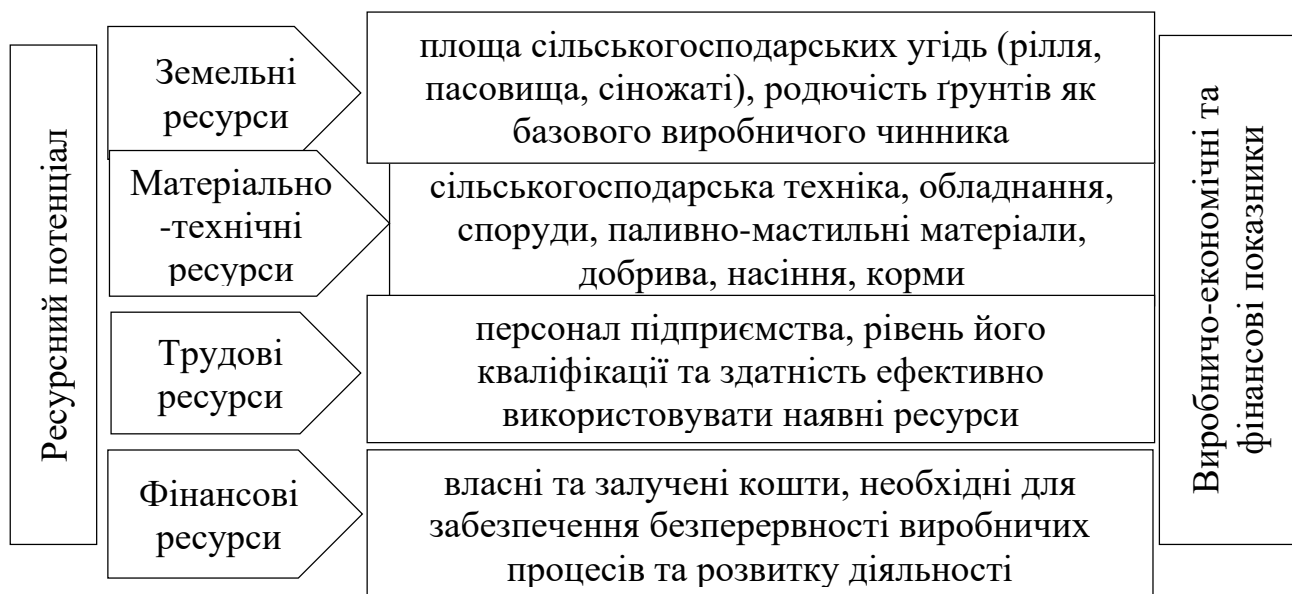 Ресурсний потенціал
Земельні
ресурси
площа сільськогосподарських угідь (рілля,
пасовища, сіножаті), родючість ґрунтів як
базового виробничого чинника
Матеріально
-технічні
ресурси
сільськогосподарська техніка, обладнання,
споруди, паливно-мастильні матеріали,
добрива, насіння, корми
Трудові
ресурси
персонал підприємства, рівень його
кваліфікації та здатність ефективно
використовувати наявні ресурси
Фінансові
ресурси
власні та залучені кошти, необхідні для
забезпечення безперервності виробничих
процесів та розвитку діяльності
Виробничо-економічні та
фінансові показники